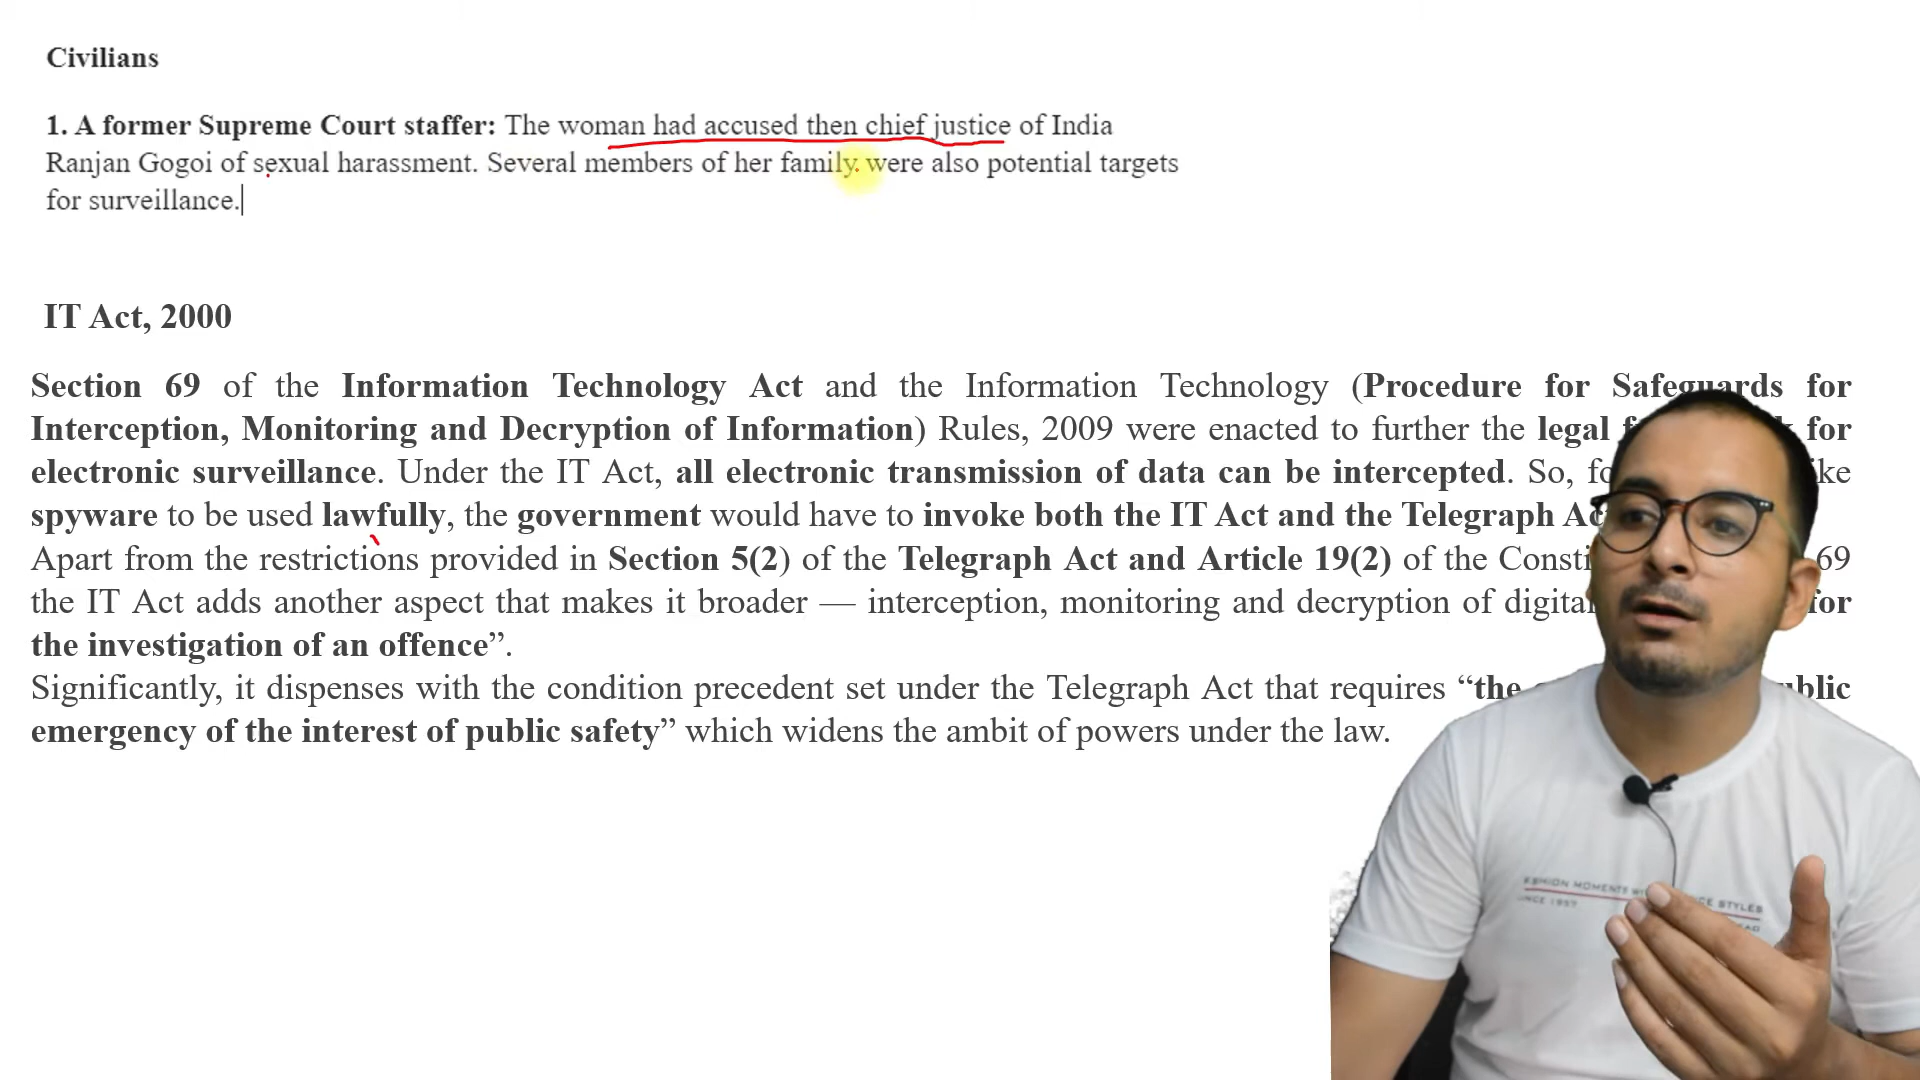 Civilians
1. A former Supreme Court staffer: The woman had accused then chief justice of India
Ranjan Gogoi of sexual harassment. Several members of her family were also potential targets
for surveillance.
IT Act, 2000
Section 69 of the Information Technology Act and the Information Technology (Procedure for Safeguards for
Interception, Monitoring and Decryption of Information) Rules, 2009 were enacted to further the legal for
electronic surveillance. Under the IT Act, all electronic transmission of data can be intercepted. So,
spyware to be used lawfully, the government would have to invoke both the IT Act and the Telegraph
Apart from the restrictions provided in Section 5(2) of the Telegraph Act and Article 19(2) of the 69
the IT Act adds another aspect that makes it broader — interception, monitoring and decryption of for
the investigation of an offence”.
Significantly, it dispenses with the condition precedent set under the Telegraph Act that requires “the
emergency of the interest of public safety” which widens the ambit of powers under the law.
SINCE 1997